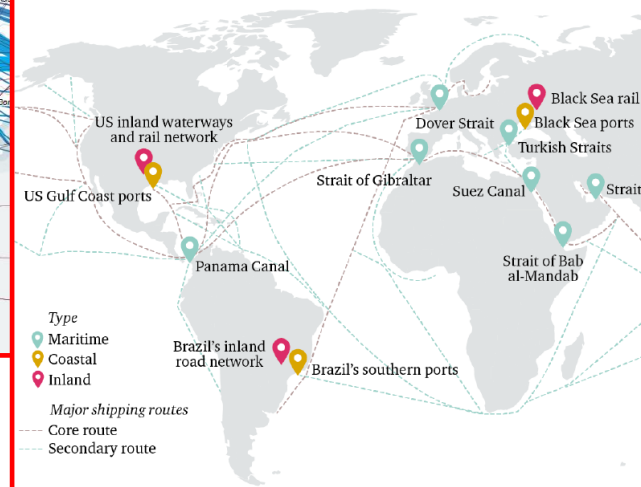 US inland waterways
and rail network
US Gulf Coast ports
Panama Canal
Brazil's inland
road network
Brazil's southern ports
Dover Strait
Strait of Gibraltar
Black Sea rail
Black Sea ports
Turkish Straits
Suez Canal
Strait
Strait of Bab
al-Mandab
Type
Maritime
Coastal
Inland
Major shipping routes
Core route
Secondary route